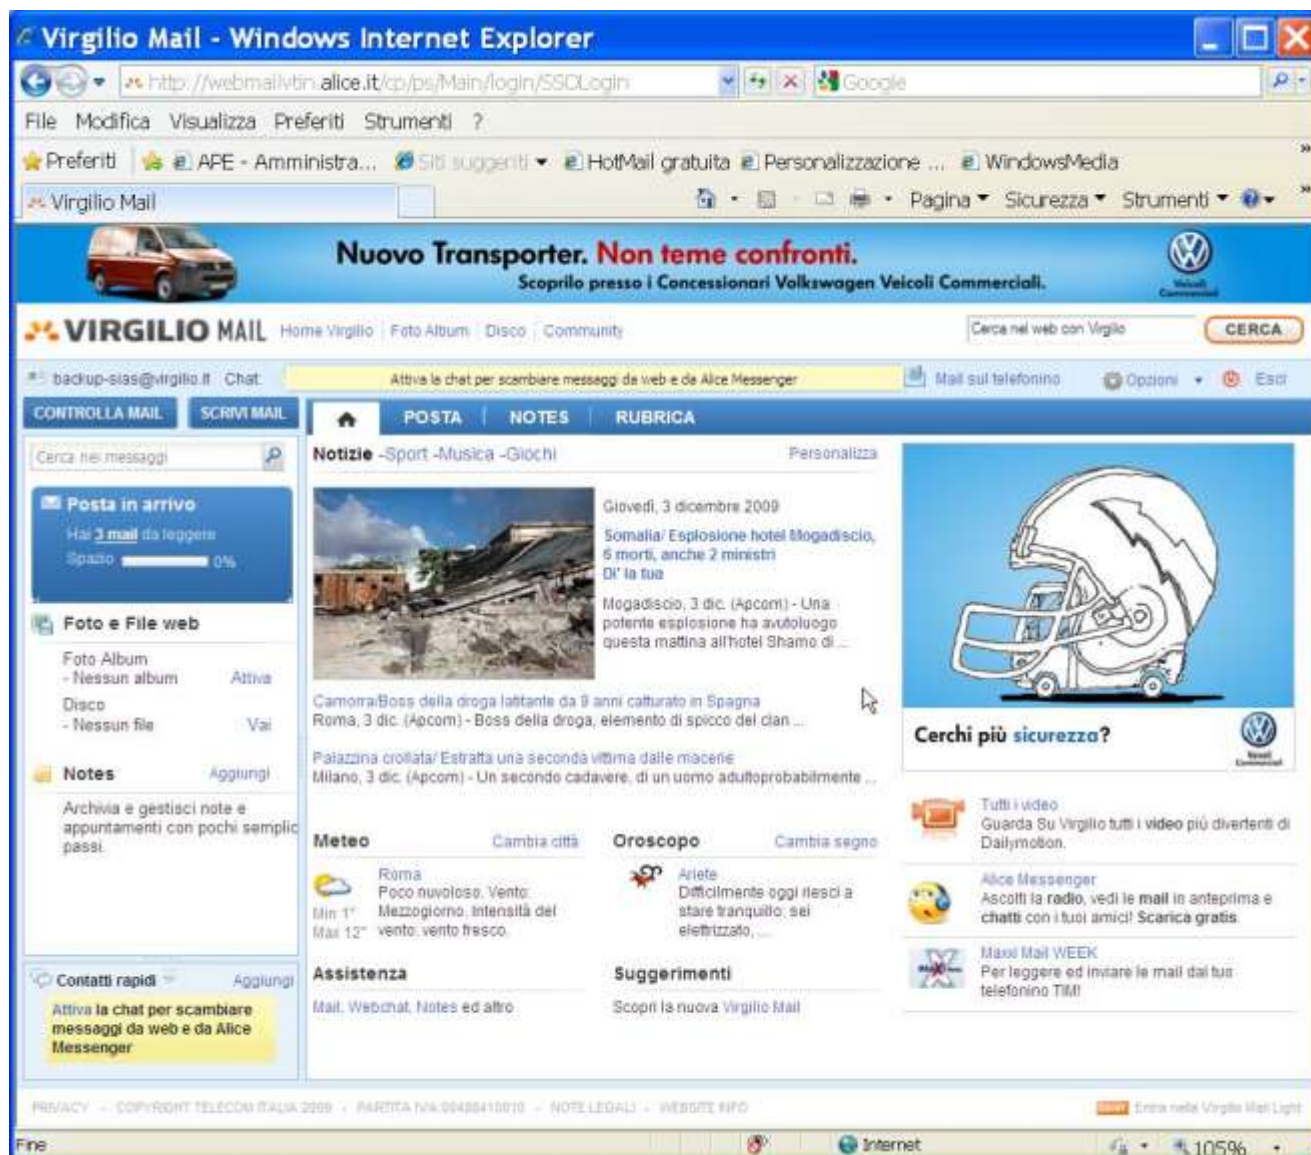 Virgilio Mail - Windows Internet Explorer
http://webmailvtin.alice.it/cp/ps/Main/login/SSOLogin Google
File Modifica Visualizza Preferiti Strumenti ?
Preferiti APE - Amministra... Siti suggeriti HotMail gratuita Personalizzazione ... WindowsMedia »
Virgilio Mail Pagina Sicurezza Strumenti »
Nuovo Transporter. Non teme confronti.
Scoprilo presso i Concessionari Volkswagen Veicoli Commerciali.
Veicoli
Commerciali
VIRGILIO MAIL Home Virgilio Foto Album Disco Community Cerca nel web con Virgilio CERCA
backup-sias@virgilio.it Chat: Attiva la chat per scambiare messaggi da web e da Alice Messenger Mail sul telefonino Opzioni Esci
CONTROLLA MAIL SCRIVI MAIL POSTA NOTES RUBRICA
Cerca nei messaggi
Posta in arrivo
Hai 3 mail da leggere
Spazio 0%
Foto e File web
Foto Album
- Nessun album Attiva
Disco
- Nessun file Vai
Notes Aggiungi
Archivia e gestisci note e
appuntamenti con pochi semplic
passi.
Contatti rapidi Aggiungi
Attiva la chat per scambiare
messaggi da web e da Alice
Messenger
Notizie -Sport -Musica -Giochi Personalizza
Giovedì, 3 dicembre 2009
Somalia/ Esplosione hotel Mogadiscio,
6 morti, anche 2 ministri
Di' la tua
Mogadiscio, 3 dic. (Apcom) - Una
potente esplosione ha avutoluogo
questa mattina all'hotel Shamo di ...
Camorra/Boss della droga latitante da 9 anni catturato in Spagna
Roma, 3 dic. (Apcom) - Boss della droga, elemento di spicco del clan ...
Palazzina crollata/ Estratta una seconda vittima dalle macerie
Milano, 3 dic. (Apcom) - Un secondo cadavere, di un uomo adultoprobabilmente ...
Meteo Cambia città
Roma
Poco nuvoloso. Vento:
Mezzogiorno. Intensità del
vento: vento fresco.
Min 1°
Max 12°
Oroscopo Cambia segno
Ariete
Difficilmente oggi riesci a
stare tranquillo: sei
elettrizzato, ...
Assistenza
Mail, Webchat, Notes ed altro
Suggerimenti
Scopri la nuova Virgilio Mail
Cerchi più sicurezza?
Veicoli
Commerciali
Tutti i video
Guarda Su Virgilio tutti i video più divertenti di
Dailymotion.
Alice Messenger
Ascolti la radio, vedi le mail in anteprima e
chatti con i tuoi amici! Scarica gratis.
Maxxi Mail WEEK
Per leggere ed inviare le mail dal tuo
telefonino TIM!
PRIVACY - COPYRIGHT TELECOM ITALIA 2009 - PARTITA IVA 00488410010 - NOTE LEGALI - WEBSITE INFO Entra nella Virgilio Mail Light
Fine Internet 105%